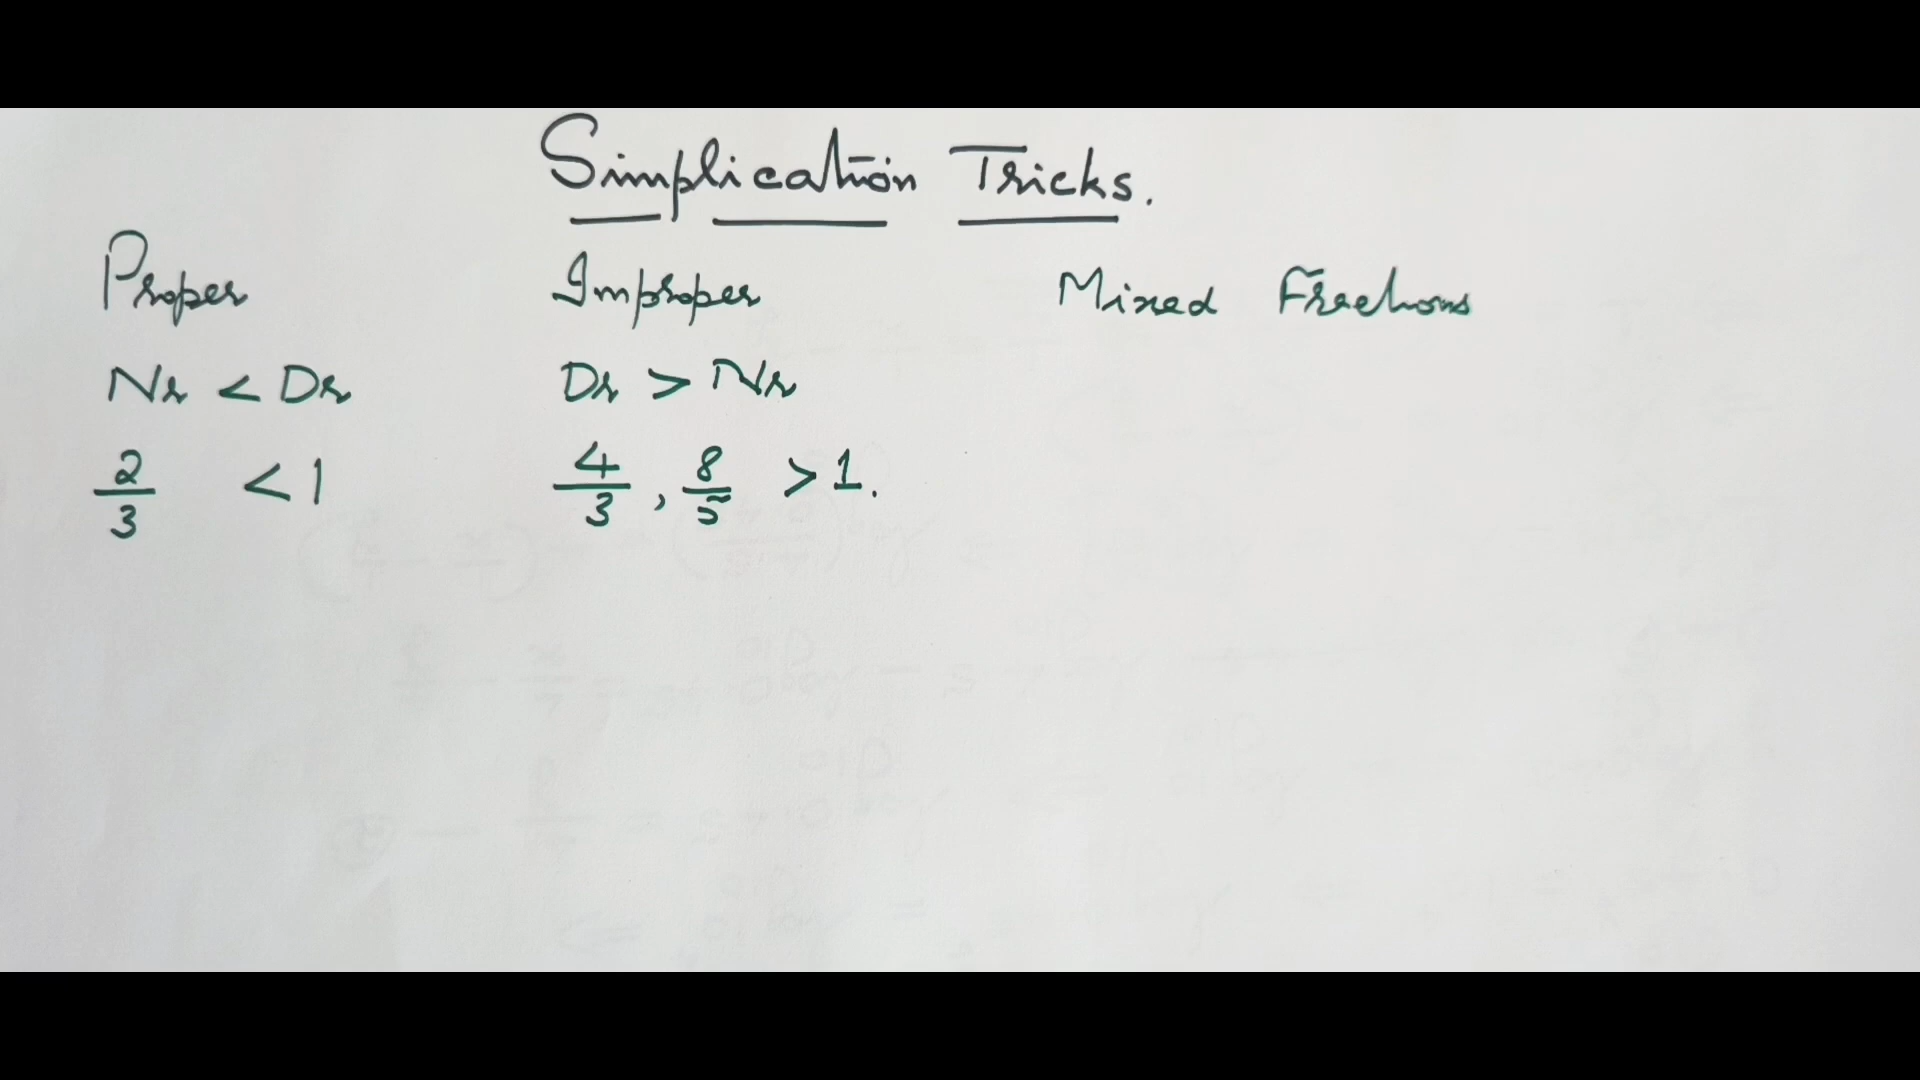 Simplication Tricks.
Proper Improper Mixed Fractions
Nr < Dr Dr > Nr
2/3 < 1 4/3 , 8/5 > 1.